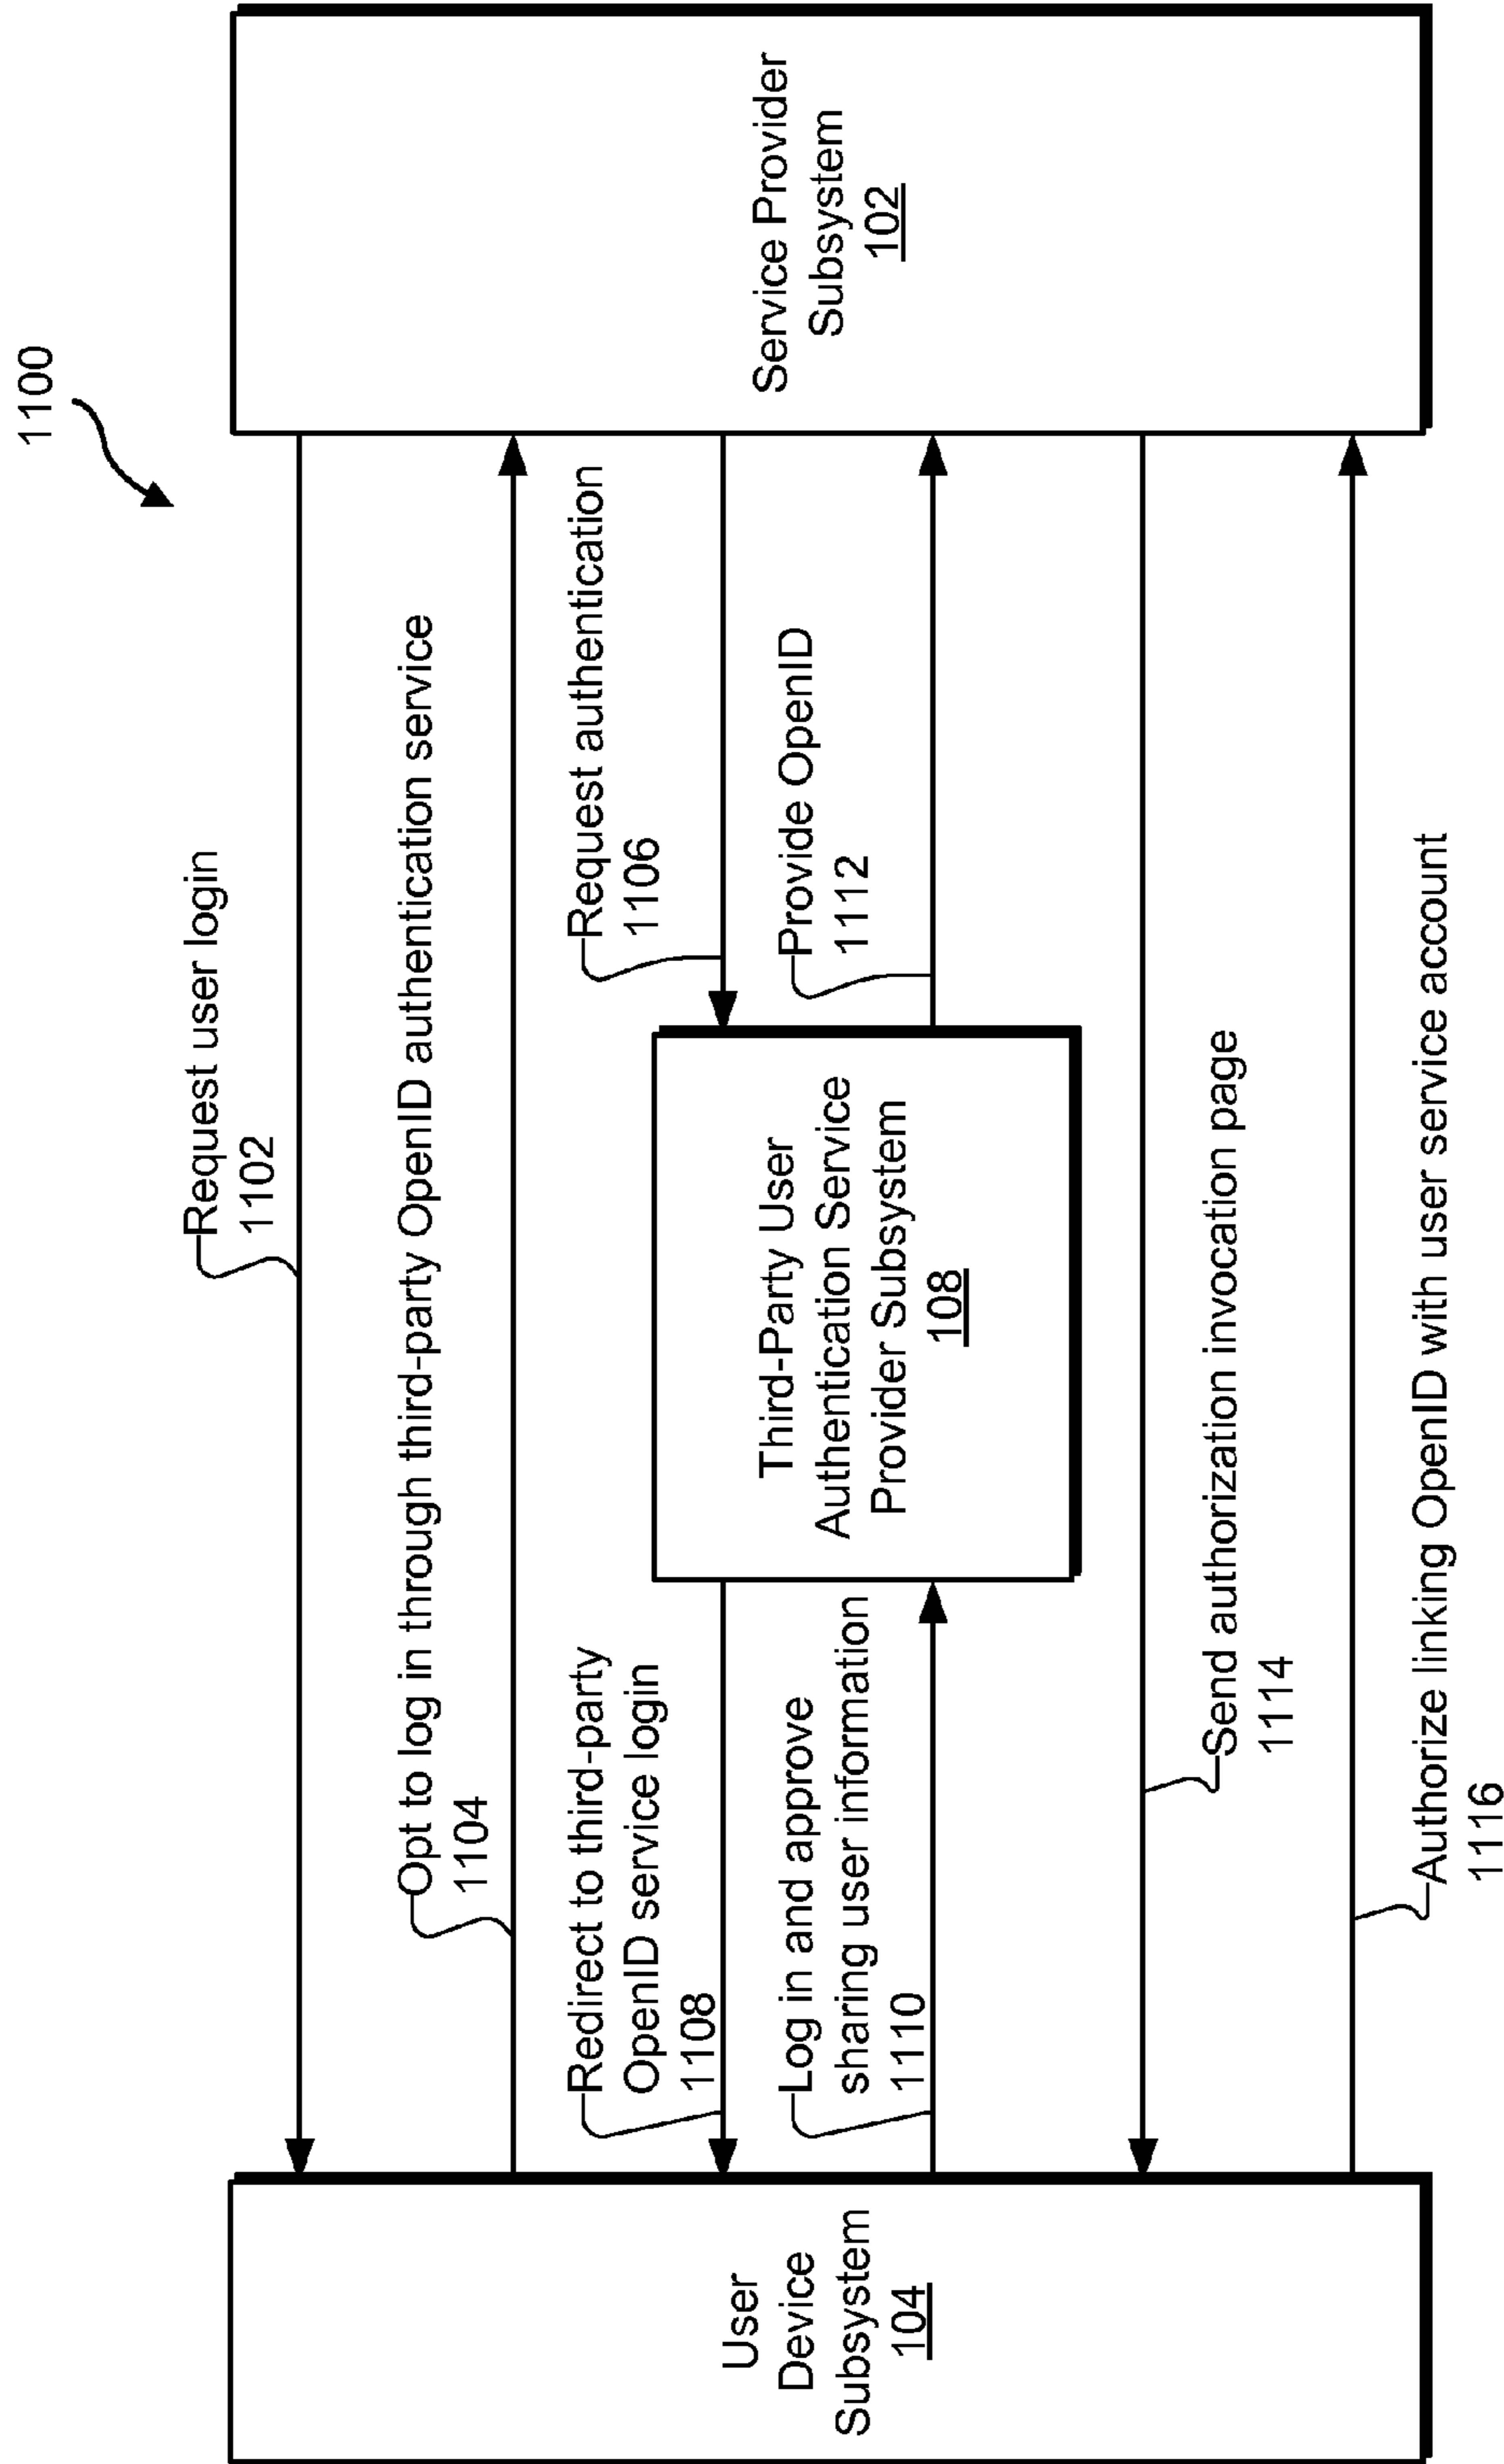 1100
Request user login
1102
Opt to log in through third-party OpenID authentication service
1104
Redirect to third-party
OpenID service login
1108
Request authentication
1106
Log in and approve
sharing user information
1110
Provide OpenID
1112
User
Device
Subsystem
104
Third-Party User
Authentication Service
Provider Subsystem
108
Service Provider
Subsystem
102
Send authorization invocation page
1114
Authorize linking OpenID with user service account
1116